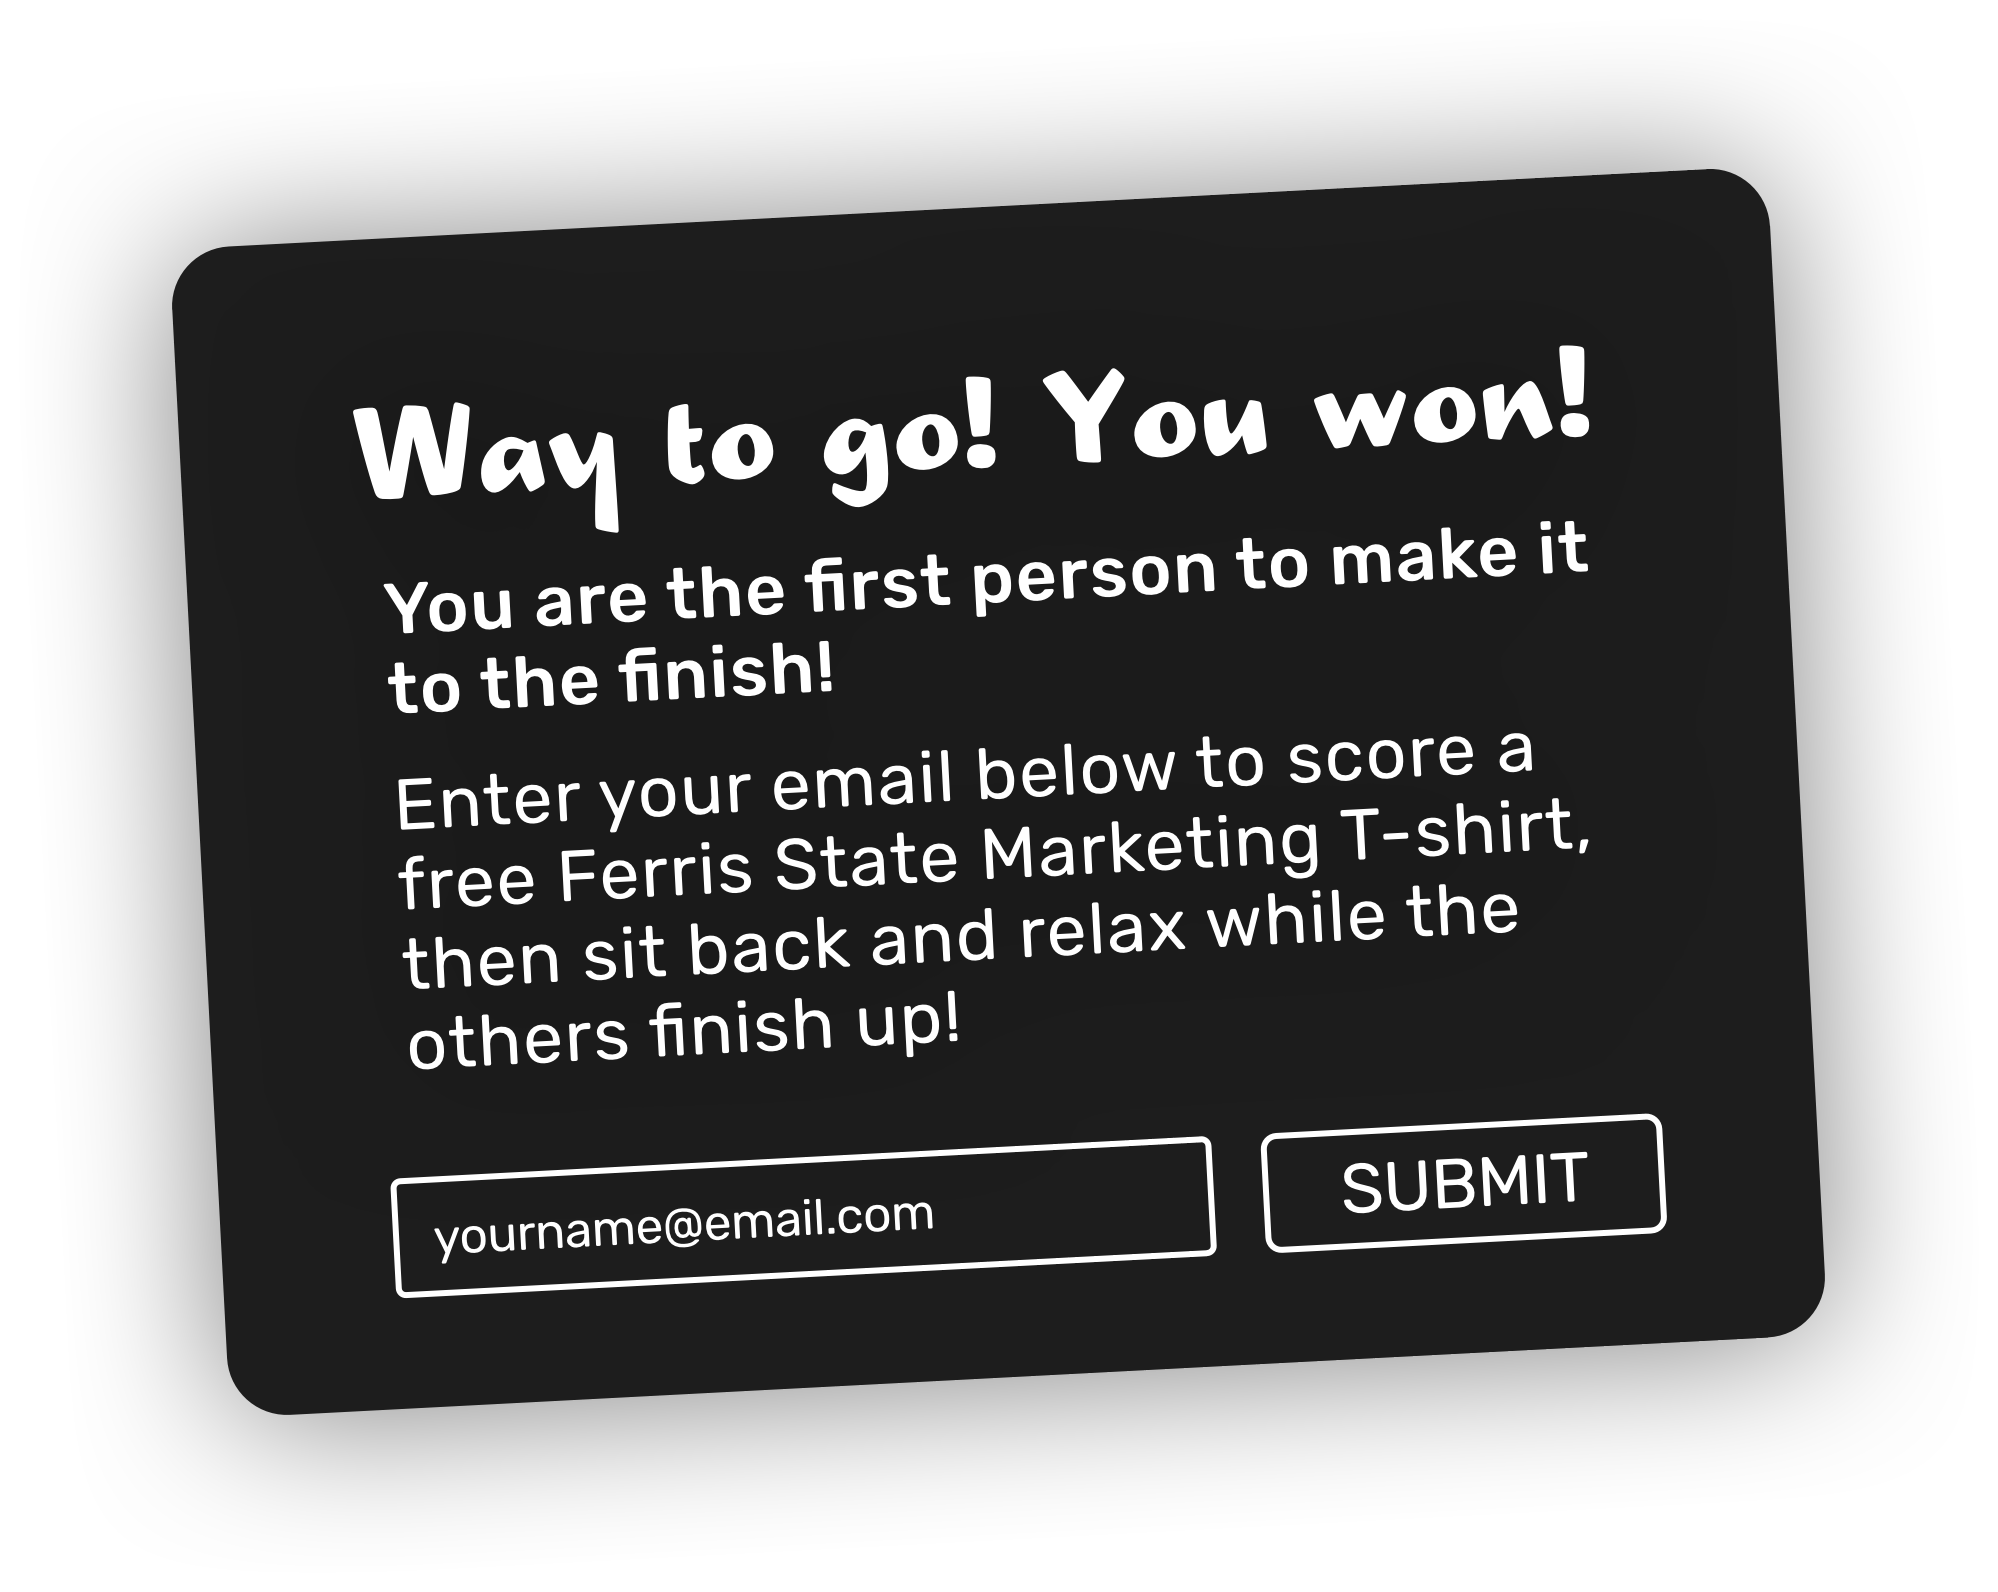 Way to go! You won!
You are the first person to make it
to the finish!
Enter your email below to score a
free Ferris State Marketing T-shirt,
then sit back and relax while the
others finish up!
yourname@email.com
SUBMIT